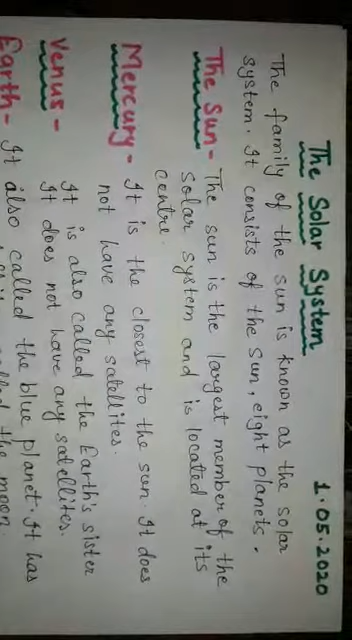 1.05.2020
The Solar System
The family of the sun is known as the solar
system. It consists of the sun, eight planets.
The Sun- The sun is the largest member of the
solar system and is located at its
centre.
Mercury- It is the closest to the sun. It does
not have any satellites.
Venus- It is also called the Earth's sister
It does not have any satellites.
Earth- It also called the blue planet. It has
called the moon.